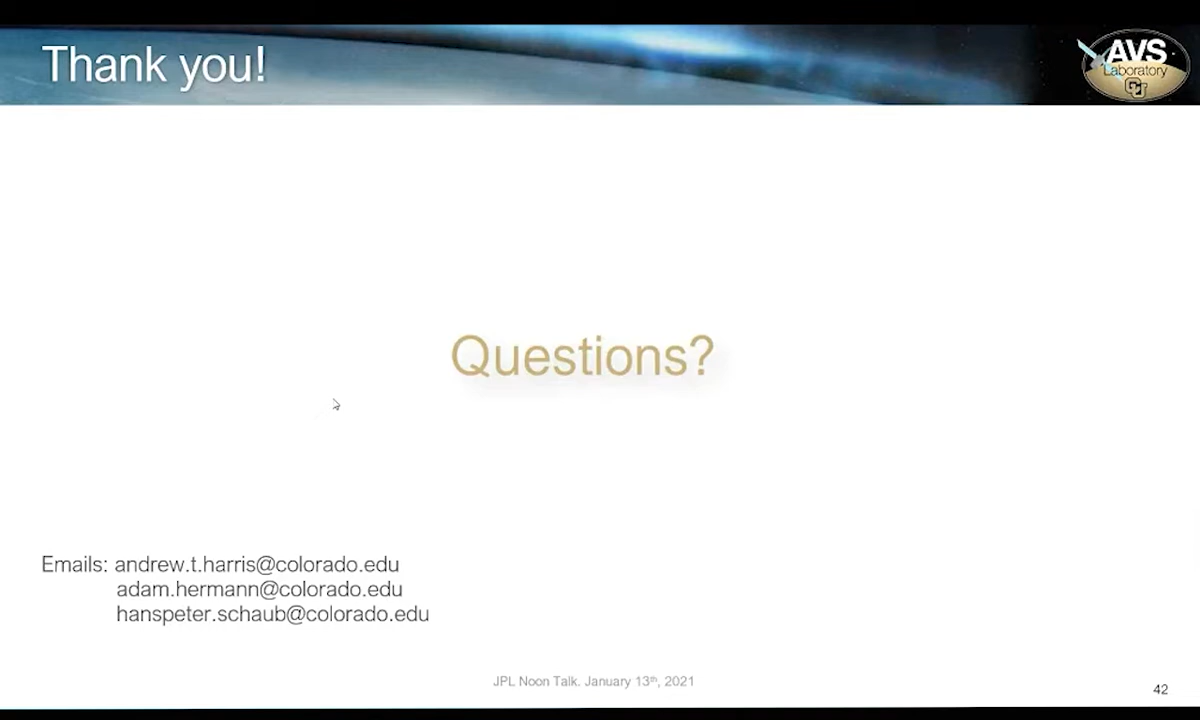 Thank you!
AVS
Laboratory
CU
Questions?
Emails: andrew.t.harris@colorado.edu
adam.hermann@colorado.edu
hanspeter.schaub@colorado.edu
JPL Noon Talk. January 13th, 2021
42